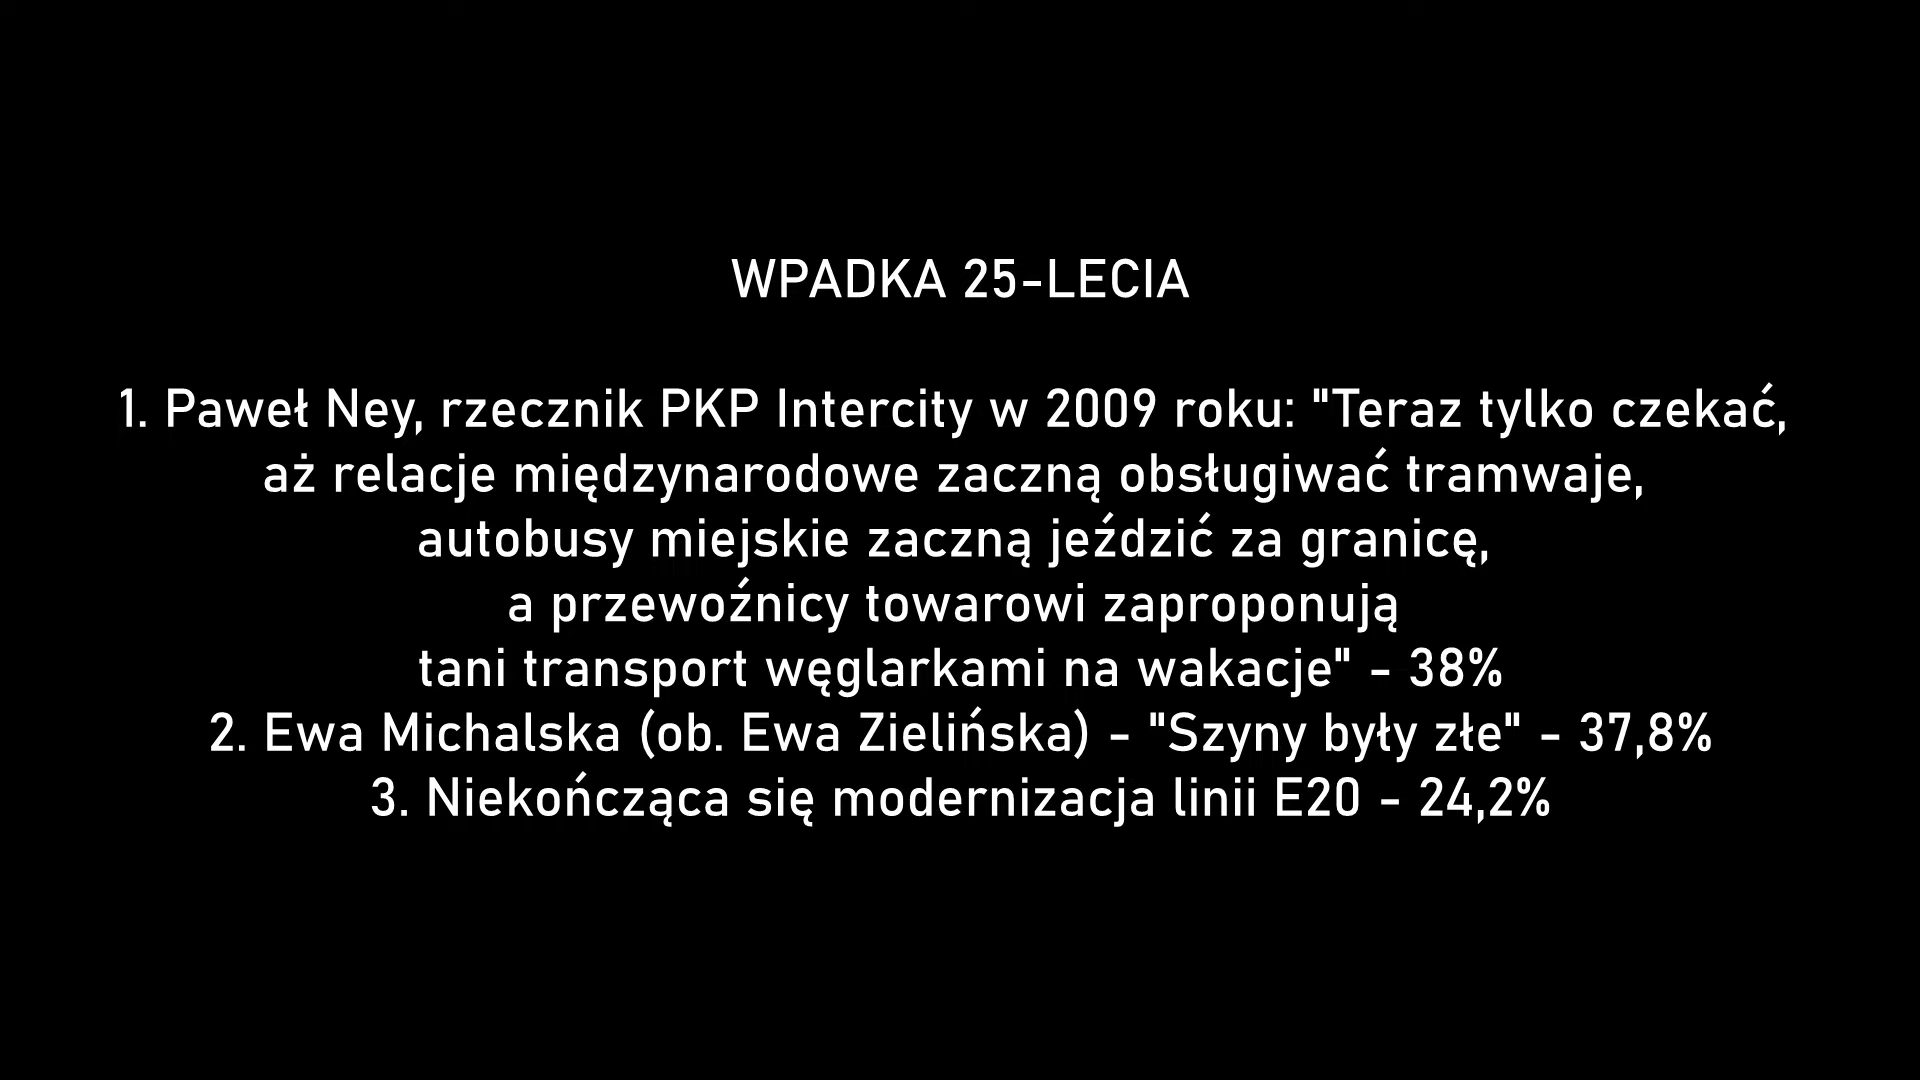 WPADKA 25-LECIA
1. Paweł Ney, rzecznik PKP Intercity w 2009 roku: "Teraz tylko czekać,
aż relacje międzynarodowe zaczną obsługiwać tramwaje,
autobusy miejskie zaczną jeździć za granicę,
a przewoźnicy towarowi zaproponują
tani transport węglarkami na wakacje" - 38%
2. Ewa Michalska (ob. Ewa Zielińska) - "Szyny były złe" - 37,8%
3. Niekończąca się modernizacja linii E20 - 24,2%